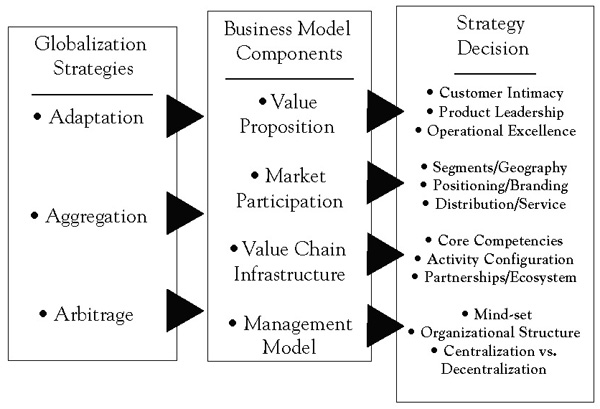 Globalization
Strategies
• Adaptation
• Aggregation
• Arbitrage
Business Model
Components
• Value
Proposition
• Market
Participation
• Value Chain
Infrastructure
• Management
Model
Strategy
Decision
• Customer Intimacy
• Product Leadership
• Operational Excellence
• Segments/Geography
• Positioning/Branding
• Distribution/Service
• Core Competencies
• Activity Configuration
• Partnerships/Ecosystem
• Mind-set
• Organizational Structure
• Centralization vs.
Decentralization